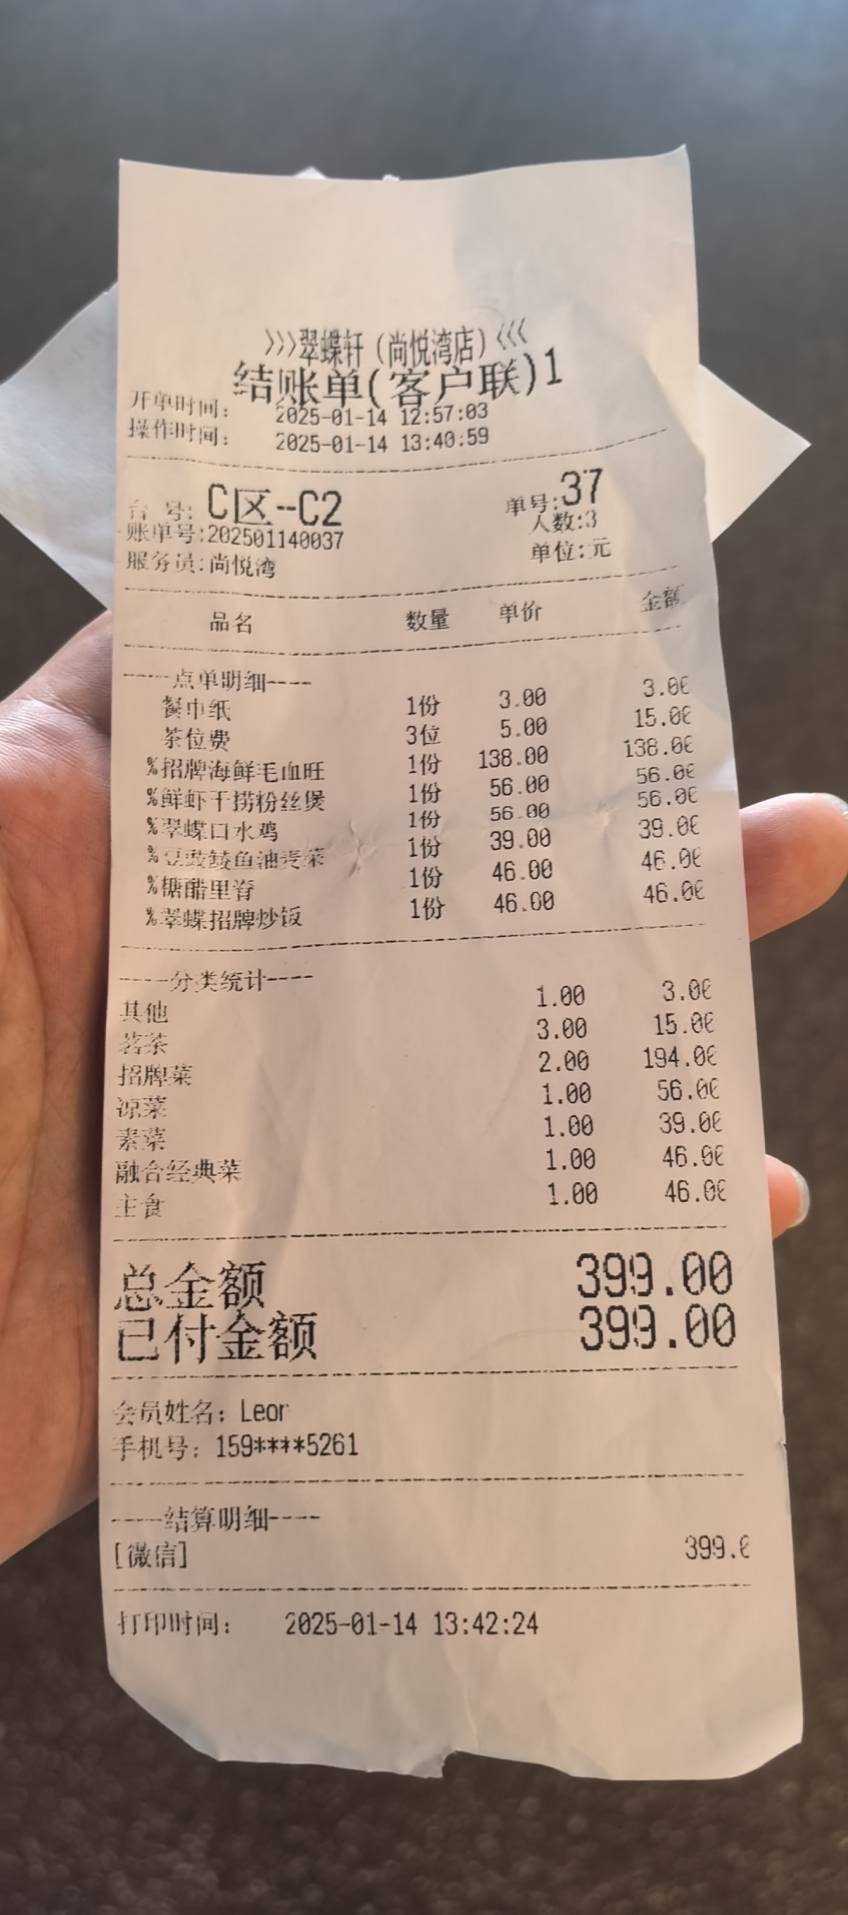 >>>翠蝶轩(尚悦湾店)<<<
结账单(客户联)1
开单时间: 2025-01-14 12:57:03
操作时间: 2025-01-14 13:40:59
台 号: C区--C2 单号:37
账单号:202501140037 人数:3
服务员:尚悦湾 单位:元
品名 数量 单价 金额
----点单明细----
餐巾纸 1份 3.00 3.00
茶位费 3位 5.00 15.00
%招牌海鲜毛血旺 1份 138.00 138.00
%鲜虾干捞粉丝煲 1份 56.00 56.00
%翠蝶口水鸡 1份 56.00 56.00
%豆豉鲮鱼油麦菜 1份 39.00 39.00
%糖醋里脊 1份 46.00 46.00
%翠蝶招牌炒饭 1份 46.00 46.00
----分类统计----
其他 1.00 3.00
茗茶 3.00 15.00
招牌菜 2.00 194.00
凉菜 1.00 56.00
素菜 1.00 39.00
融合经典菜 1.00 46.00
主食 1.00 46.00
总金额 399.00
已付金额 399.00
会员姓名: Leon
手机号: 159****5261
----结算明细----
[微信] 399.0
打印时间: 2025-01-14 13:42:24